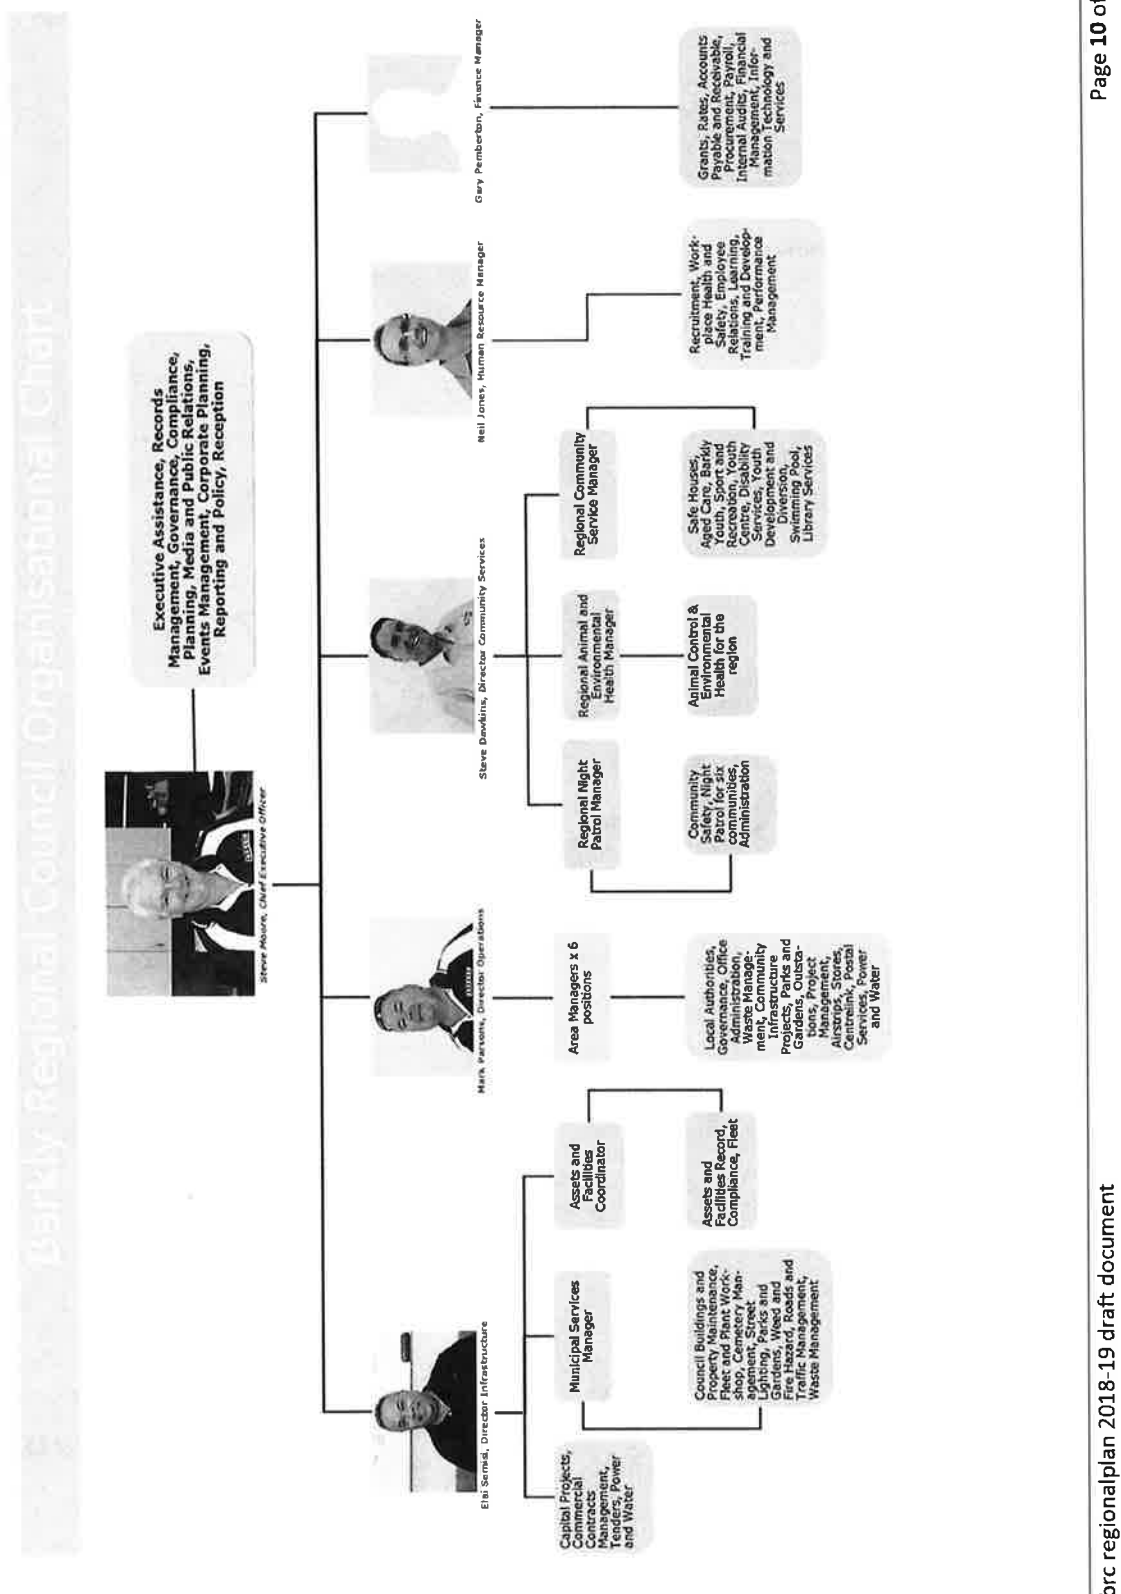 Barkly Regional Council Organisational Chart
Steve Moore, Chief Executive Officer
Executive Assistance, Records
Management, Governance, Compliance,
Planning, Media and Public Relations,
Events Management, Corporate Planning,
Reporting and Policy, Reception
Elai Semisi, Director Infrastructure
Mark Parsons, Director Operations
Steve Dawkins, Director Community Services
Neil Jones, Human Resource Manager
Gary Pemberton, Finance Manager
Capital Projects,
Commercial
Contracts
Management,
Tenders, Power
and Water
Municipal Services
Manager
Council Buildings and
Property Maintenance,
Fleet and Plant Work-
shop, Cemetery Man-
agement, Street
Lighting, Parks and
Gardens, Weed and
Fire Hazard, Roads and
Traffic Management,
Waste Management
Assets and
Facilities
Coordinator
Assets and
Facilities Record,
Compliance, Fleet
Area Managers x 6
positions
Local Authorities,
Governance, Office
Administration,
Waste Manage-
ment, Community
Infrastructure
Projects, Parks and
Gardens, Outsta-
tions, Project
Management,
Airstrips, Stores,
Centrelink, Postal
Services, Power
and Water
Regional Night
Patrol Manager
Community
Safety, Night
Patrol for six
communities,
Administration
Regional Animal and
Environmental
Health Manager
Animal Control &
Environmental
Health for the
region
Regional Community
Service Manager
Safe Houses,
Aged Care, Barkly
Youth, Sport and
Recreation, Youth
Centre, Disability
Services, Youth
Development and
Diversion,
Swimming Pool,
Library Services
Recruitment, Work-
place Health and
Safety, Employee
Relations, Learning,
Training and Develop-
ment, Performance
Management
Grants, Rates, Accounts
Payable and Receivable,
Procurement, Payroll,
Internal Audits, Financial
Management, Infor-
mation Technology and
Services
brc regionalplan 2018-19 draft document
Page 10 of